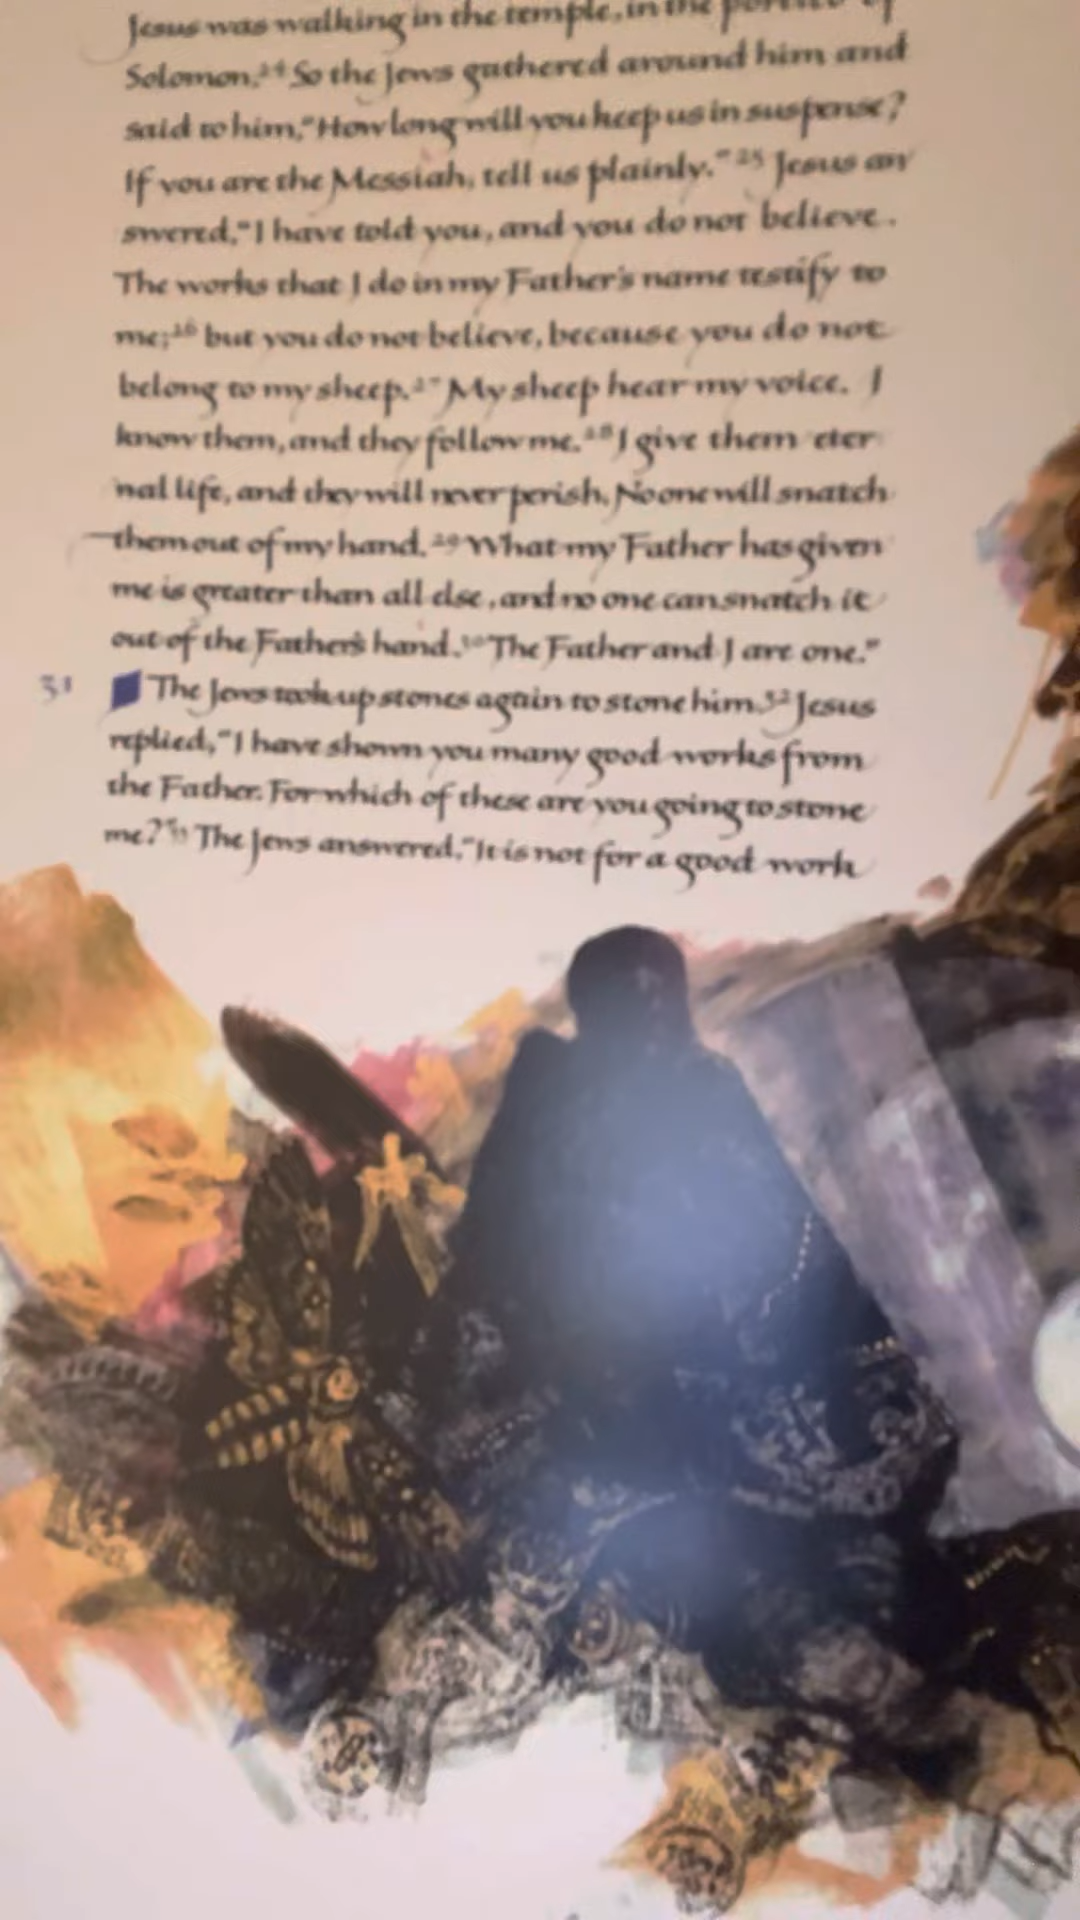 Jesus was walking in the temple, in the portico of
Solomon.²⁴ So the Jews gathered around him and
said to him, "How long will you keep us in suspense?
If you are the Messiah, tell us plainly." ²⁵ Jesus an
swered, "I have told you, and you do not believe.
The works that I do in my Father's name testify to
me; ²⁶ but you do not believe, because you do not
belong to my sheep. ²⁷ My sheep hear my voice. I
know them, and they follow me. ²⁸ I give them eter
nal life, and they will never perish. No one will snatch
them out of my hand. ²⁹ What my Father has given
me is greater than all else, and no one can snatch it
out of the Father's hand. ³⁰ The Father and I are one."
31 The Jews took up stones again to stone him. ³² Jesus
replied, "I have shown you many good works from
the Father. For which of these are you going to stone
me?" ³³ The Jews answered, "It is not for a good work